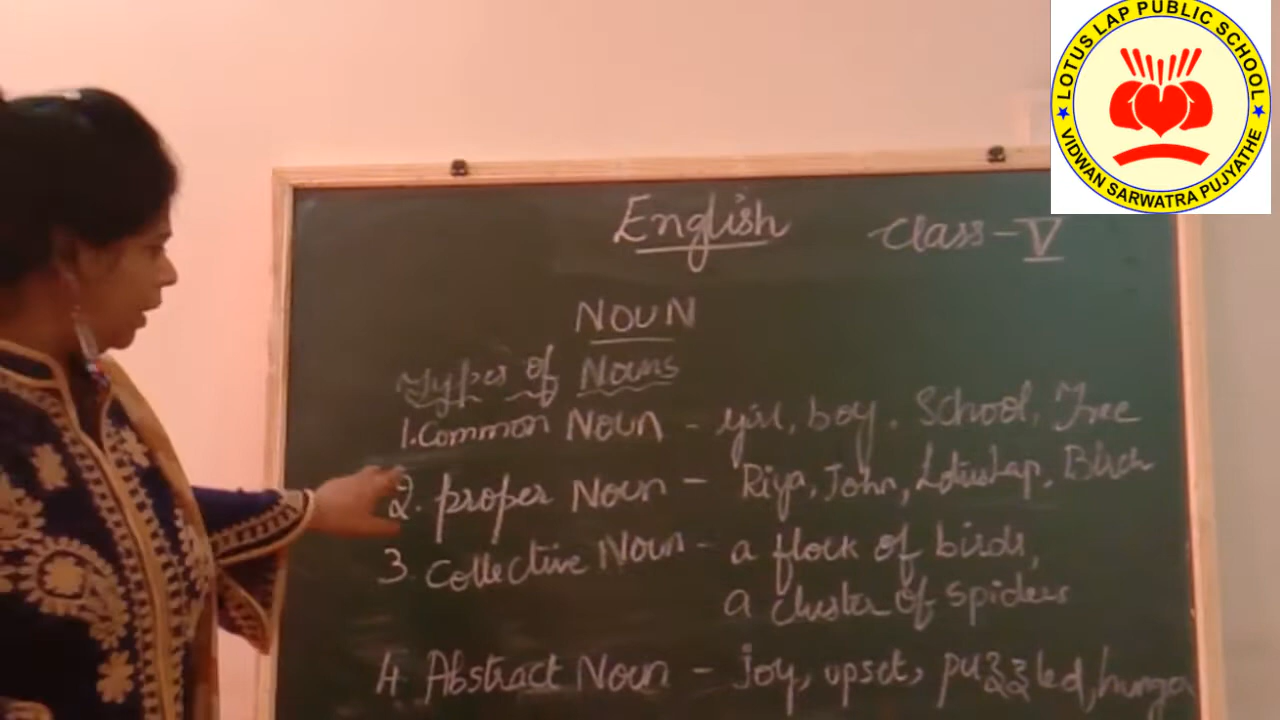 LOTUS LAP PUBLIC SCHOOL
VIDWAN SARWATRA PUJYATHE
English Class - V
NOUN
Types of Nouns
1. Common Noun - girl, boy. School, Tree
2. proper Noun - Riya, John, LotusLap, Birch
3. Collective Noun - a flock of birds,
a cluster of spiders
4. Abstract Noun - joy, upset, puzzled, hunger